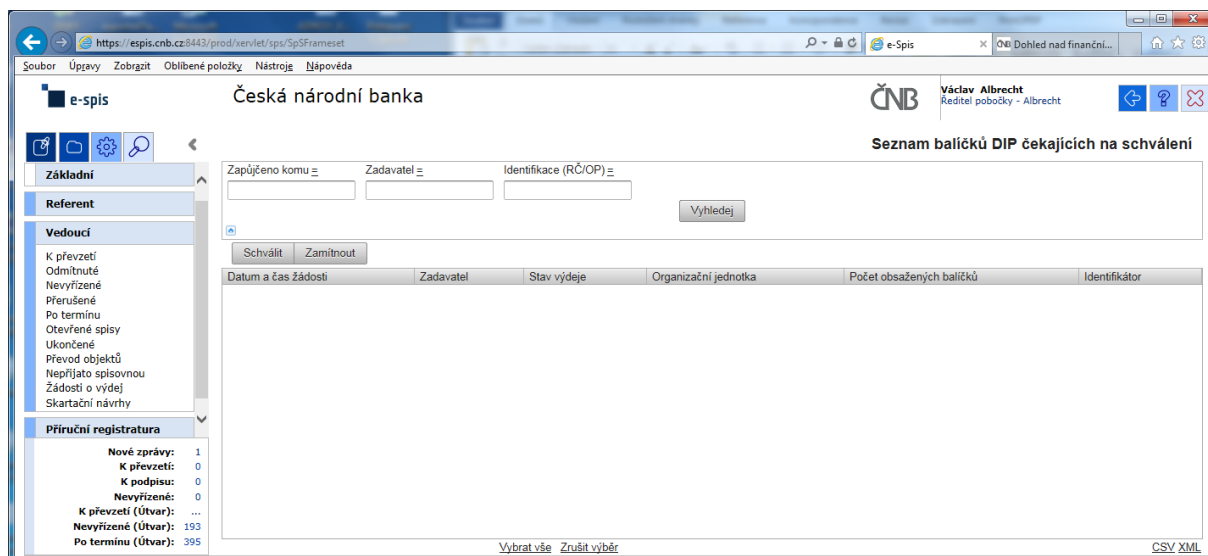 https://espis.cnb.cz:8443/prod/xervlet/sps/SpSFrameset
e-Spis
ČNB Dohled nad finanční...
Soubor Úpravy Zobrazit Oblíbené položky Nástroje Nápověda
e-spis
Česká národní banka
ČNB
Václav Albrecht
Ředitel pobočky - Albrecht
Seznam balíčků DIP čekajících na schválení
Základní
Referent
Vedoucí
K převzetí
Odmítnuté
Nevyřízené
Přerušené
Po termínu
Otevřené spisy
Ukončené
Převod objektů
Nepřijato spisovnou
Žádosti o výdej
Skartační návrhy
Příruční registratura
Nové zprávy: 1
K převzetí: 0
K podpisu: 0
Nevyřízené: 0
K převzetí (Útvar): ...
Nevyřízené (Útvar): 193
Po termínu (Útvar): 395
Zapůjčeno komu = Zadavatel = Identifikace (RČ/OP) =
Vyhledej
Schválit Zamítnout
Datum a čas žádosti Zadavatel Stav výdeje Organizační jednotka Počet obsažených balíčků Identifikátor
Vybrat vše Zrušit výběr
CSV XML